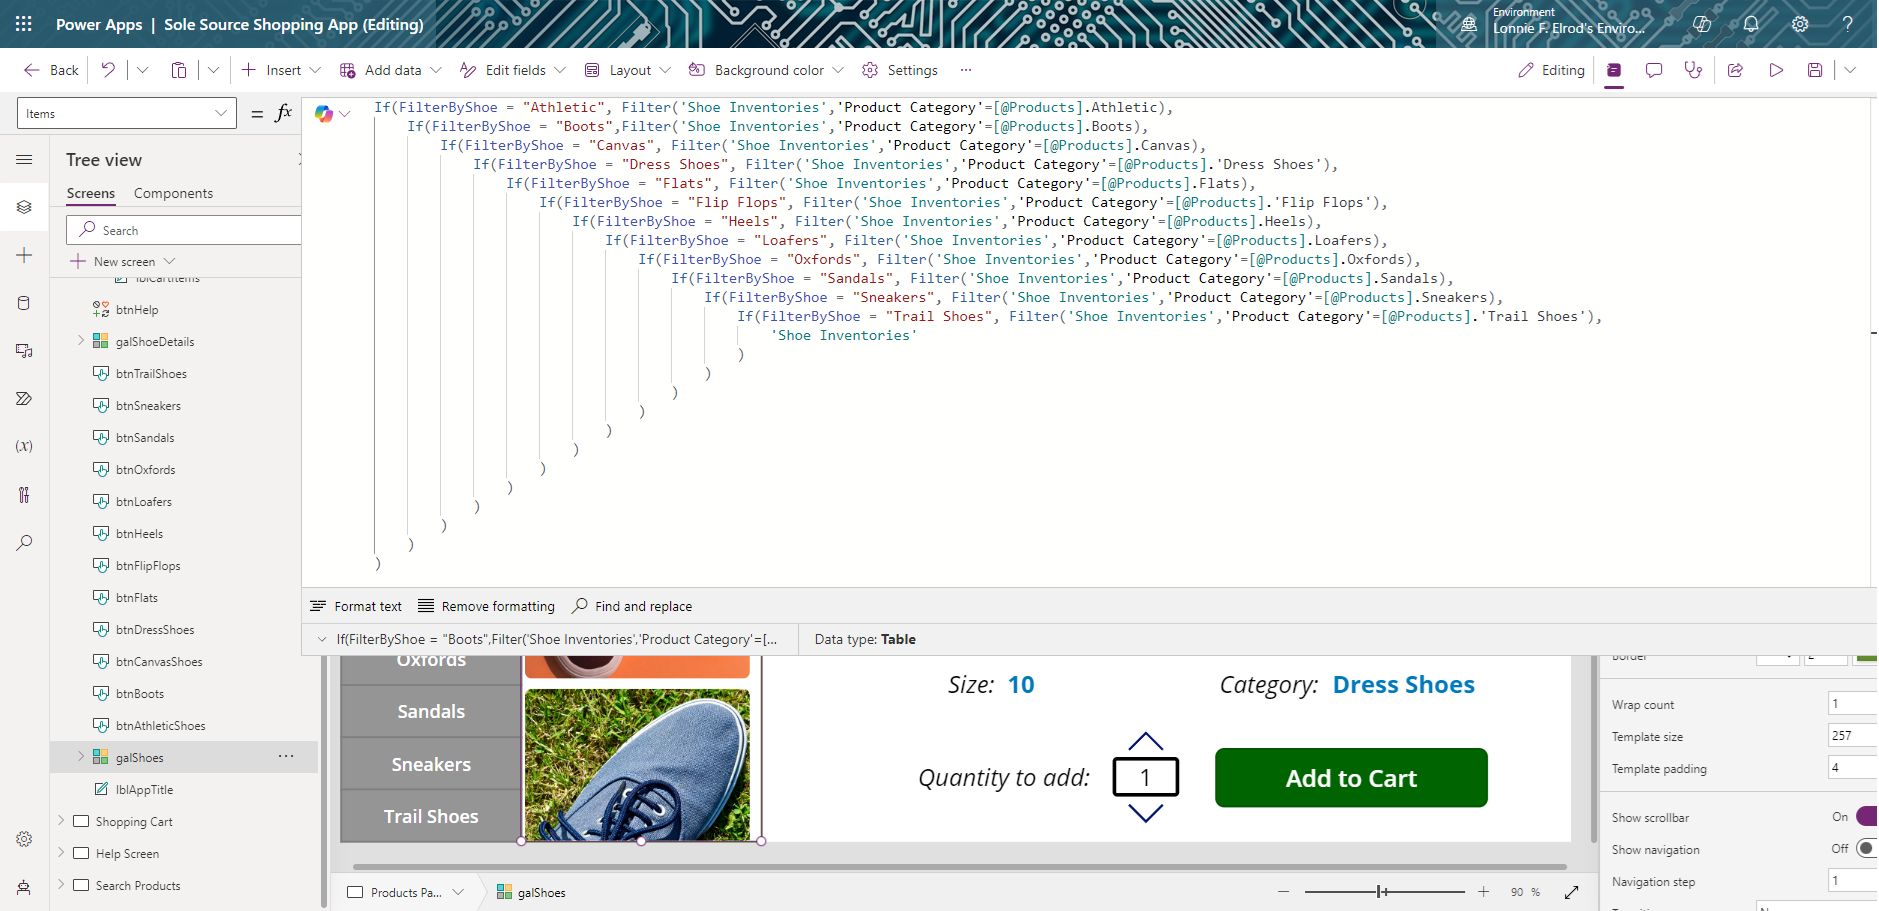 Power Apps | Sole Source Shopping App (Editing)
Environment
Lonnie F. Elrod's Enviro...
?
Back
Insert
Add data
Edit fields
Layout
Background color
Settings
...
Editing
Items
= fx
If(FilterByShoe = "Athletic", Filter('Shoe Inventories','Product Category'=[@Products].Athletic),
If(FilterByShoe = "Boots",Filter('Shoe Inventories','Product Category'=[@Products].Boots),
If(FilterByShoe = "Canvas", Filter('Shoe Inventories','Product Category'=[@Products].Canvas),
If(FilterByShoe = "Dress Shoes", Filter('Shoe Inventories','Product Category'=[@Products].'Dress Shoes'),
If(FilterByShoe = "Flats", Filter('Shoe Inventories','Product Category'=[@Products].Flats),
If(FilterByShoe = "Flip Flops", Filter('Shoe Inventories','Product Category'=[@Products].'Flip Flops'),
If(FilterByShoe = "Heels", Filter('Shoe Inventories','Product Category'=[@Products].Heels),
If(FilterByShoe = "Loafers", Filter('Shoe Inventories','Product Category'=[@Products].Loafers),
If(FilterByShoe = "Oxfords", Filter('Shoe Inventories','Product Category'=[@Products].Oxfords),
If(FilterByShoe = "Sandals", Filter('Shoe Inventories','Product Category'=[@Products].Sandals),
If(FilterByShoe = "Sneakers", Filter('Shoe Inventories','Product Category'=[@Products].Sneakers),
If(FilterByShoe = "Trail Shoes", Filter('Shoe Inventories','Product Category'=[@Products].'Trail Shoes'),
'Shoe Inventories'
)
)
)
)
)
)
)
)
)
)
)
)
Format text
Remove formatting
Find and replace
If(FilterByShoe = "Boots",Filter('Shoe Inventories','Product Category'=[...
Data type: Table
Tree view
Screens
Components
Search
New screen
lblCartItems
btnHelp
galShoeDetails
btnTrailShoes
btnSneakers
btnSandals
btnOxfords
btnLoafers
btnHeels
btnFlipFlops
btnFlats
btnDressShoes
btnCanvasShoes
btnBoots
btnAthleticShoes
galShoes
...
lblAppTitle
Shopping Cart
Help Screen
Search Products
(x)
Oxfords
Sandals
Sneakers
Trail Shoes
Size: 10
Category: Dress Shoes
Quantity to add:
1
Add to Cart
Border
2
Wrap count
1
Template size
257
Template padding
4
Show scrollbar
On
Show navigation
Off
Navigation step
1
Products Pa...
galShoes
90 %